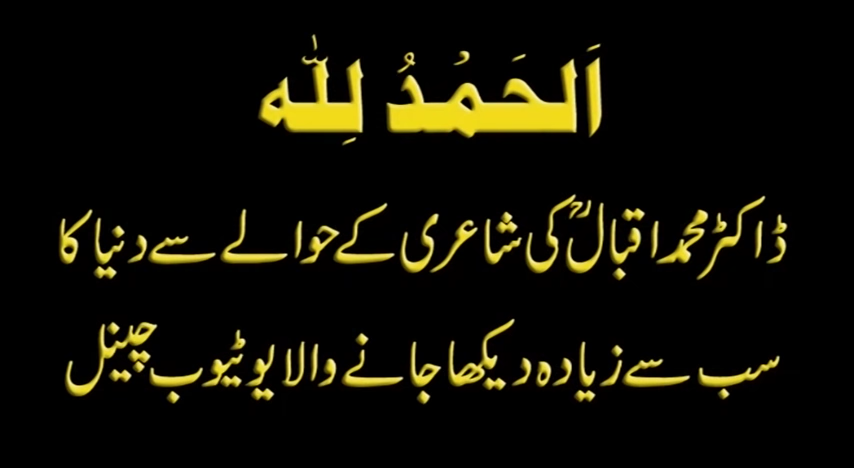 اَلحَمْدُ لِلّٰه
ڈاکٹر محمد اقبالؒ کی شاعری کے حوالے سے دنیا کا
سب سے زیادہ دیکھا جانے والا یوٹیوب چینل